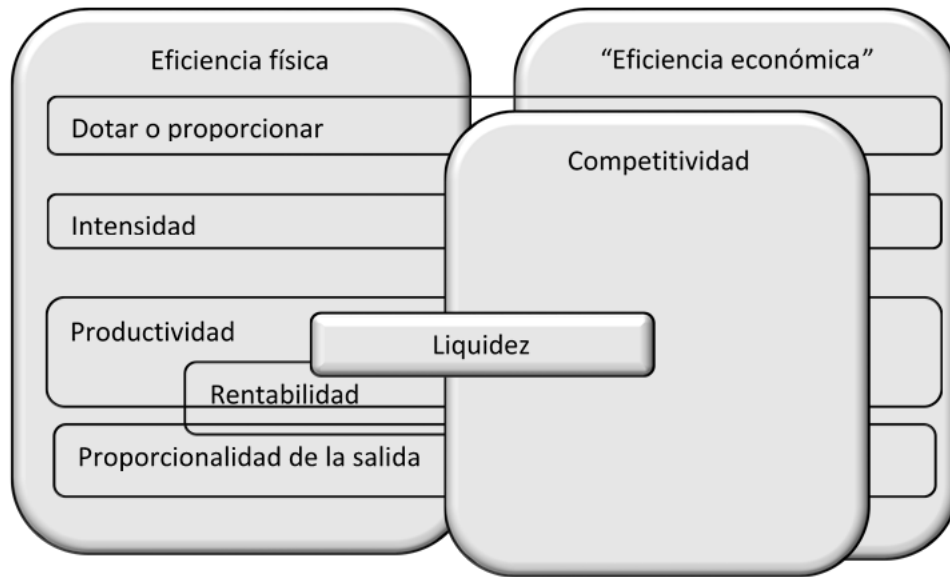 Eficiencia física
“Eficiencia económica”
Dotar o proporcionar
Competitividad
Intensidad
Productividad
Liquidez
Rentabilidad
Proporcionalidad de la salida